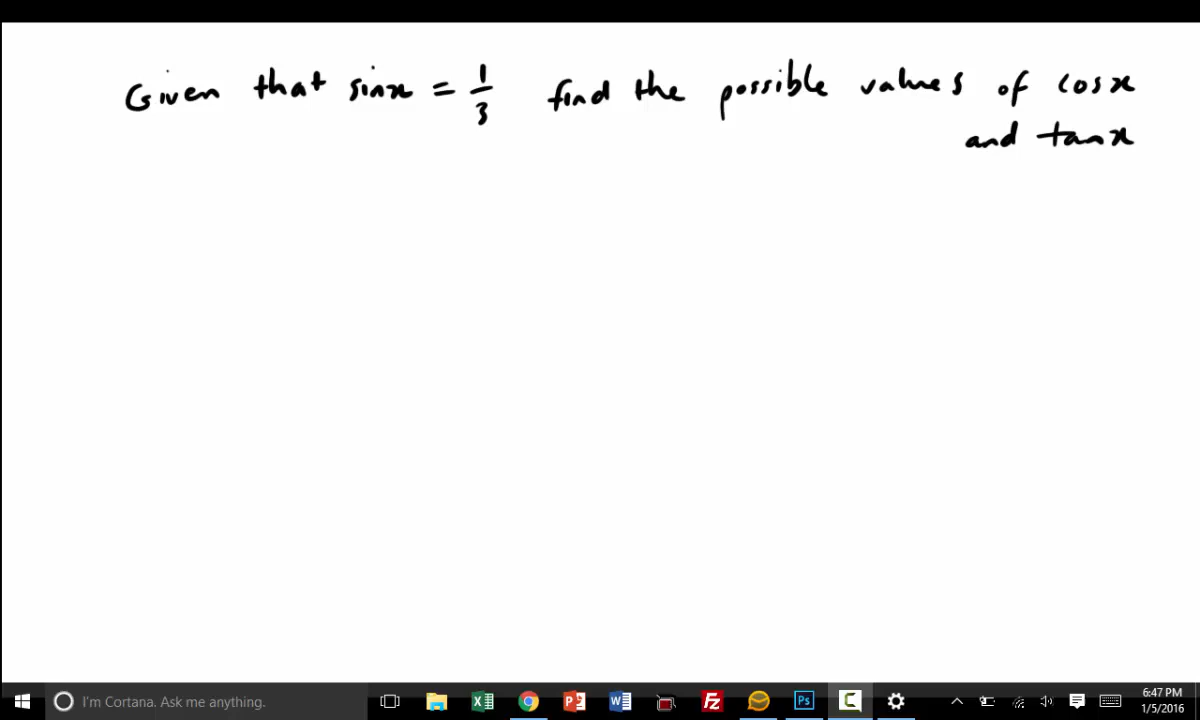 Given that sinx = 1/3 find the possible values of cosx
and tanx
I'm Cortana. Ask me anything.
6:47 PM
1/5/2016